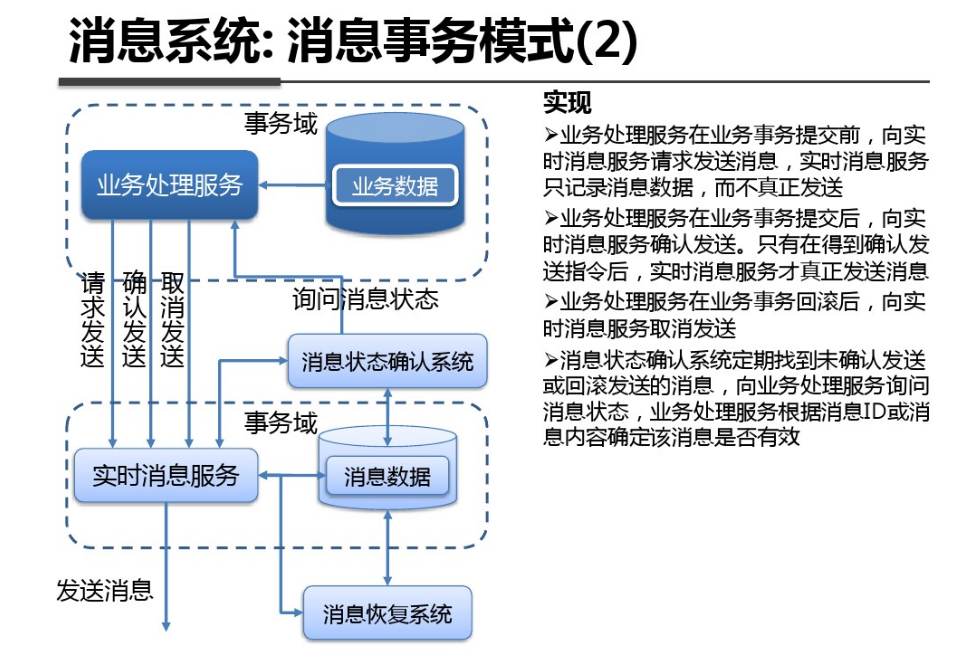 消息系统: 消息事务模式(2)
事务域
业务处理服务
业务数据
请求发送
确认发送
取消发送
询问消息状态
消息状态确认系统
事务域
实时消息服务
消息数据
发送消息
消息恢复系统
实现
➢业务处理服务在业务事务提交前，向实
时消息服务请求发送消息，实时消息服务
只记录消息数据，而不真正发送
➢业务处理服务在业务事务提交后，向实
时消息服务确认发送。只有在得到确认发
送指令后，实时消息服务才真正发送消息
➢业务处理服务在业务事务回滚后，向实
时消息服务取消发送
➢消息状态确认系统定期找到未确认发送
或回滚发送的消息，向业务处理服务询问
消息状态，业务处理服务根据消息ID或消
息内容确定该消息是否有效